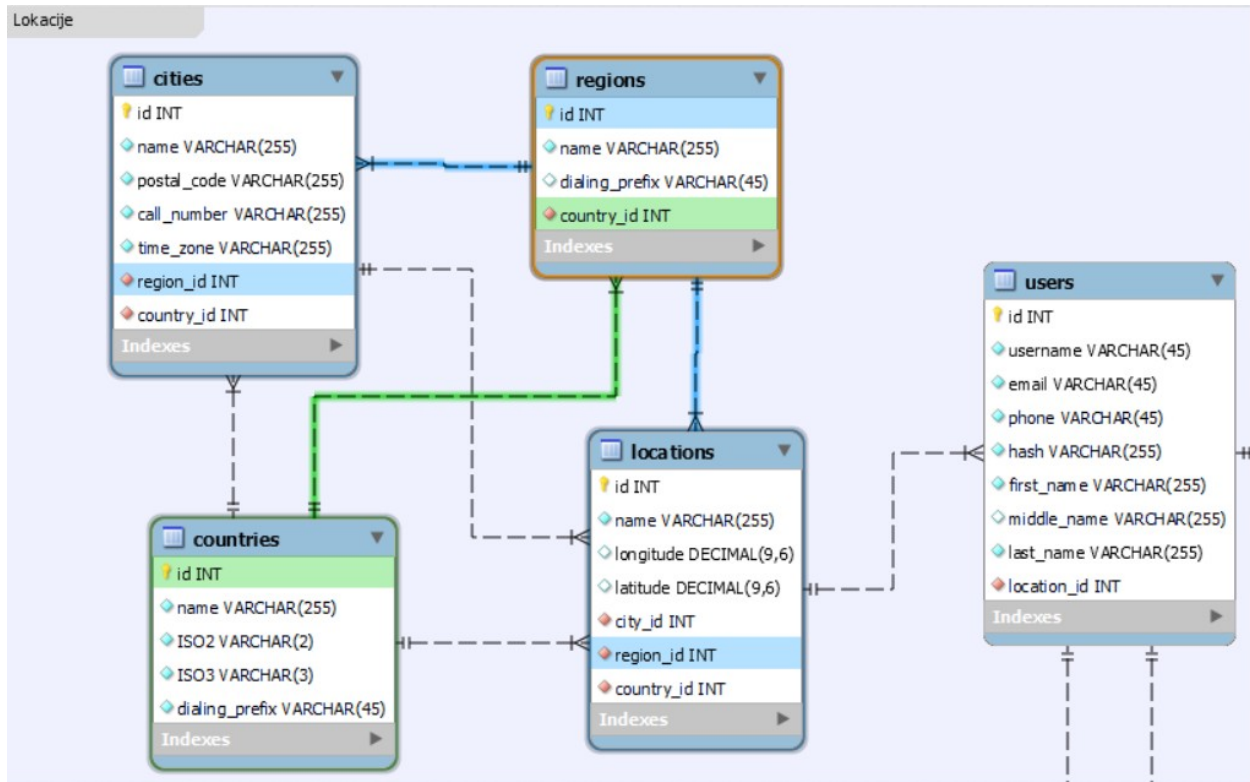 Lokacije
cities
id INT
name VARCHAR(255)
postal_code VARCHAR(255)
call_number VARCHAR(255)
time_zone VARCHAR(255)
region_id INT
country_id INT
Indexes
regions
id INT
name VARCHAR(255)
dialing_prefix VARCHAR(45)
country_id INT
Indexes
users
id INT
username VARCHAR(45)
email VARCHAR(45)
phone VARCHAR(45)
hash VARCHAR(255)
first_name VARCHAR(255)
middle_name VARCHAR(255)
last_name VARCHAR(255)
location_id INT
Indexes
countries
id INT
name VARCHAR(255)
ISO2 VARCHAR(2)
ISO3 VARCHAR(3)
dialing_prefix VARCHAR(45)
Indexes
locations
id INT
name VARCHAR(255)
longitude DECIMAL(9,6)
latitude DECIMAL(9,6)
city_id INT
region_id INT
country_id INT
Indexes